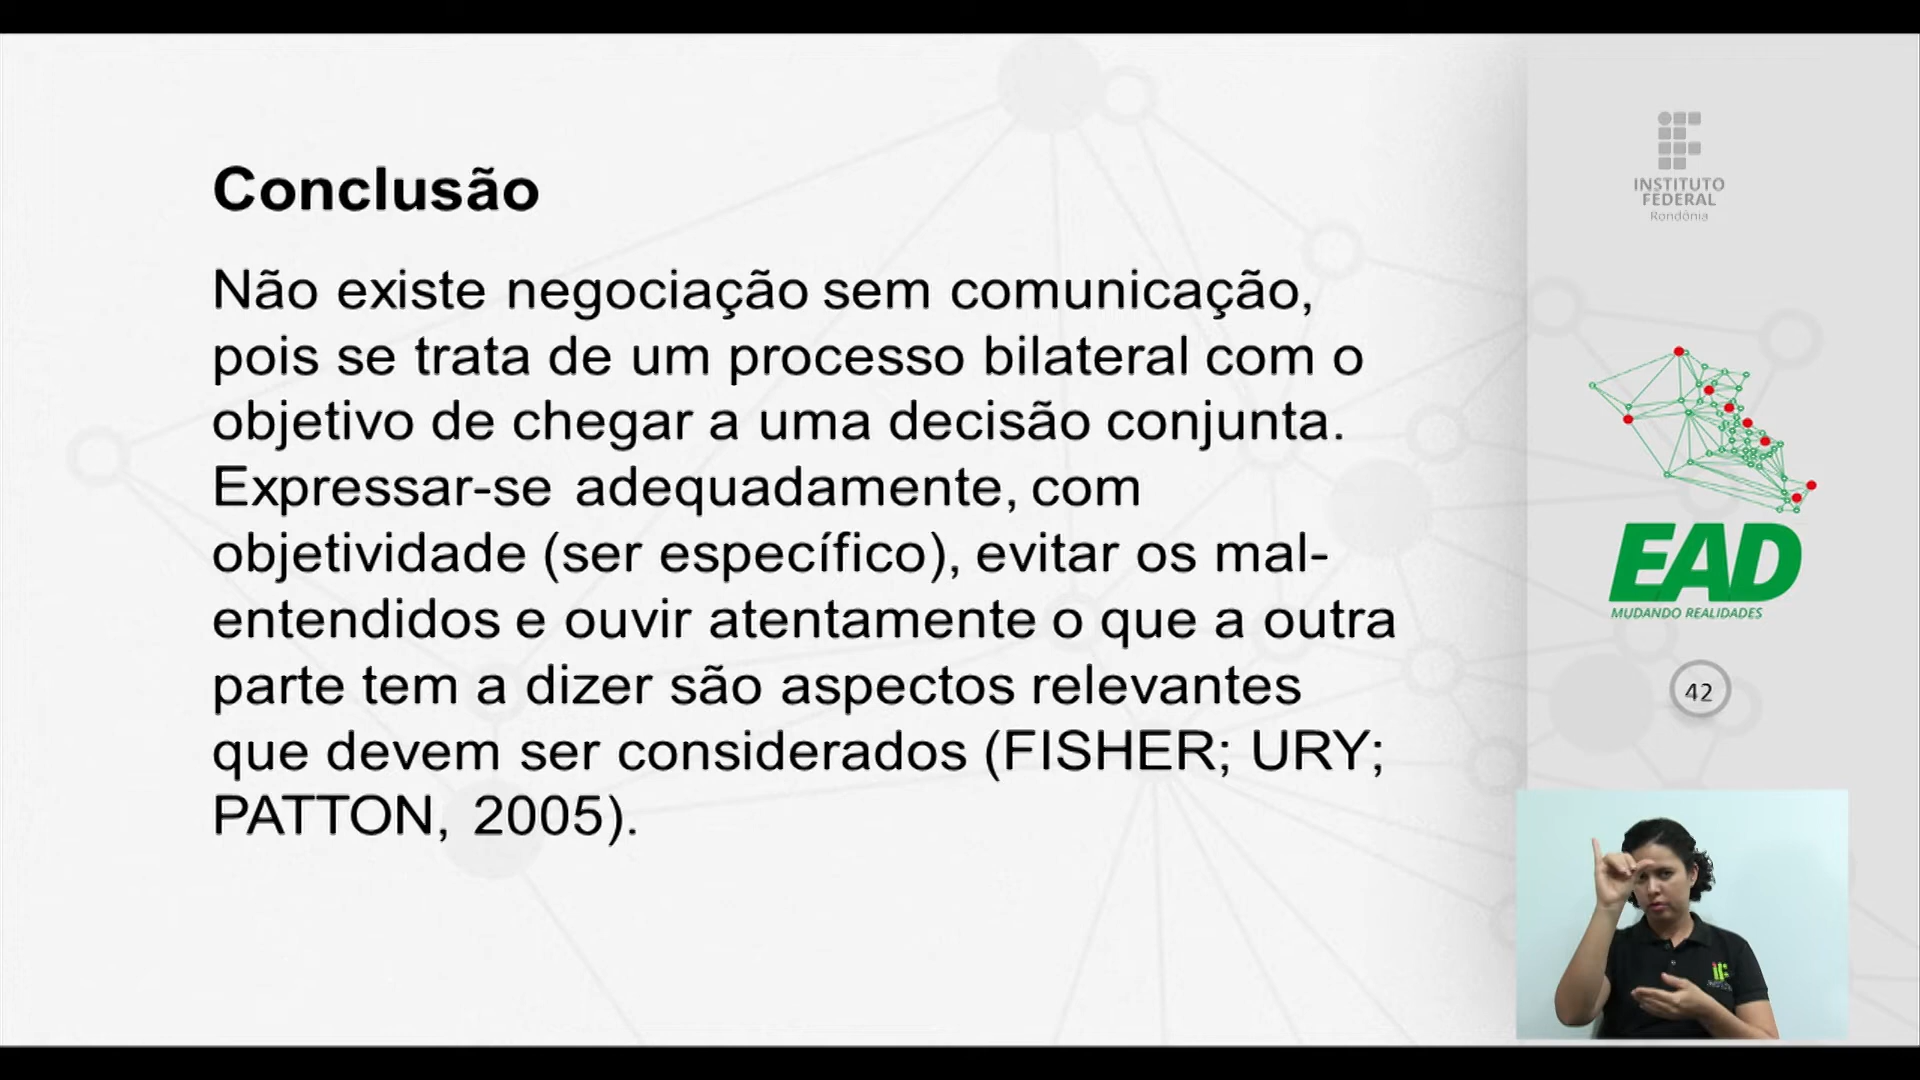 Conclusão
Não existe negociação sem comunicação,
pois se trata de um processo bilateral com o
objetivo de chegar a uma decisão conjunta.
Expressar-se adequadamente, com
objetividade (ser específico), evitar os mal-
entendidos e ouvir atentamente o que a outra
parte tem a dizer são aspectos relevantes
que devem ser considerados (FISHER; URY;
PATTON, 2005).
INSTITUTO
FEDERAL
Rondônia
EAD
MUDANDO REALIDADES
42